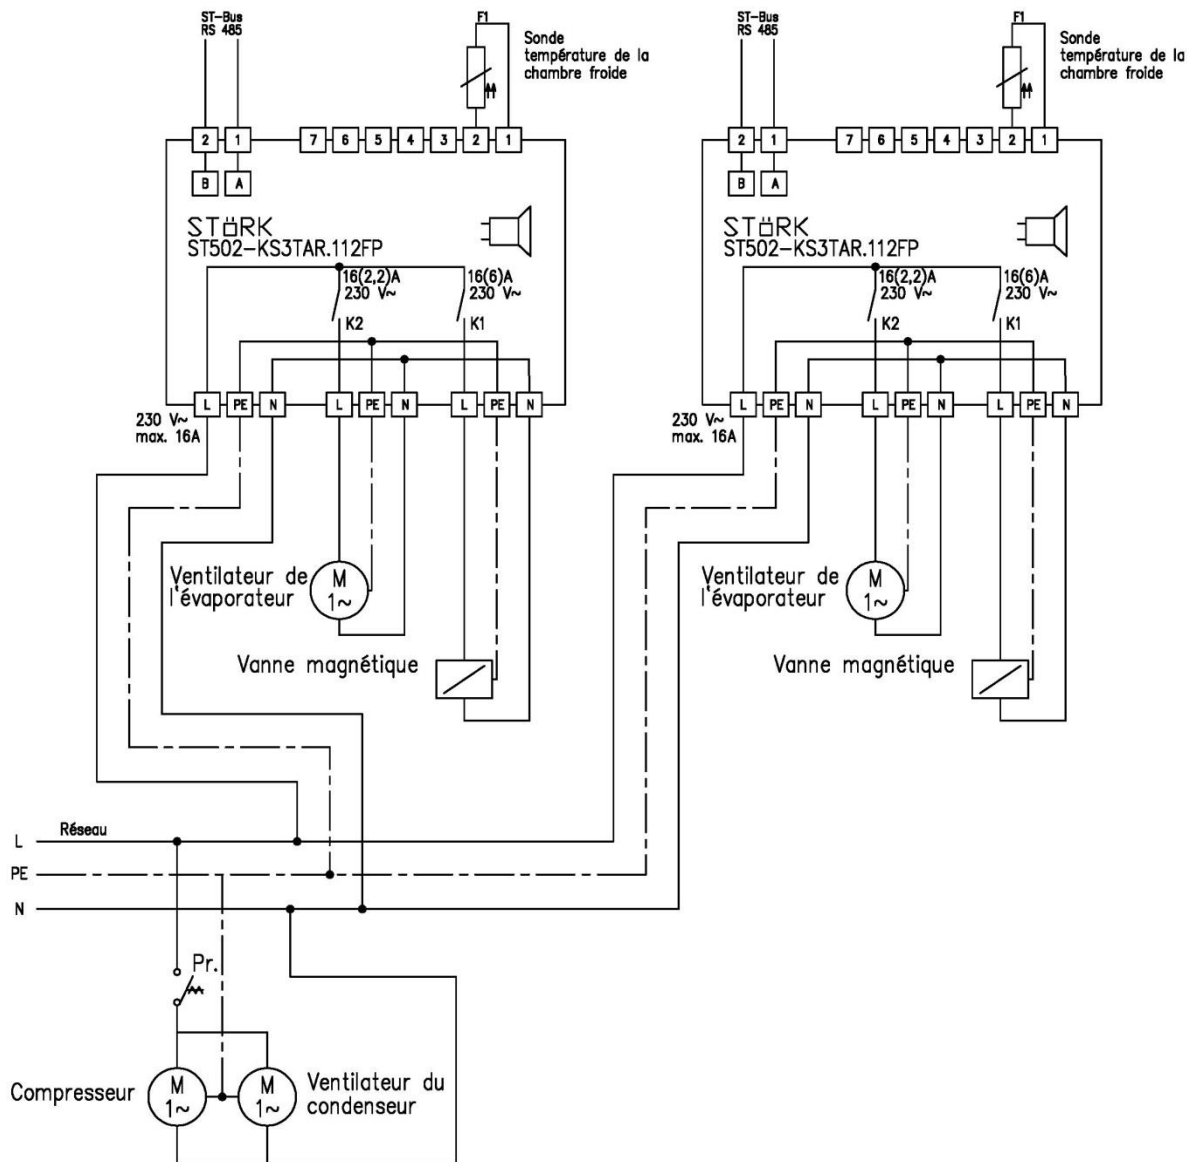 ST-Bus
RS 485
F1
Sonde
température de la
chambre froide
2 1 7 6 5 4 3 2 1
B A
STÖRK
ST502-KS3TAR.112FP
16(2,2)A
230 V~
K2
16(6)A
230 V~
K1
L PE N L PE N L PE N
230 V~
max. 16A
Ventilateur de
l'évaporateur
M
1~
Vanne magnétique
ST-Bus
RS 485
F1
Sonde
température de la
chambre froide
2 1 7 6 5 4 3 2 1
B A
STÖRK
ST502-KS3TAR.112FP
16(2,2)A
230 V~
K2
16(6)A
230 V~
K1
L PE N L PE N L PE N
230 V~
max. 16A
Ventilateur de
l'évaporateur
M
1~
Vanne magnétique
L Réseau
PE
N
Pr.
Compresseur
M
1~
M
1~
Ventilateur du
condenseur